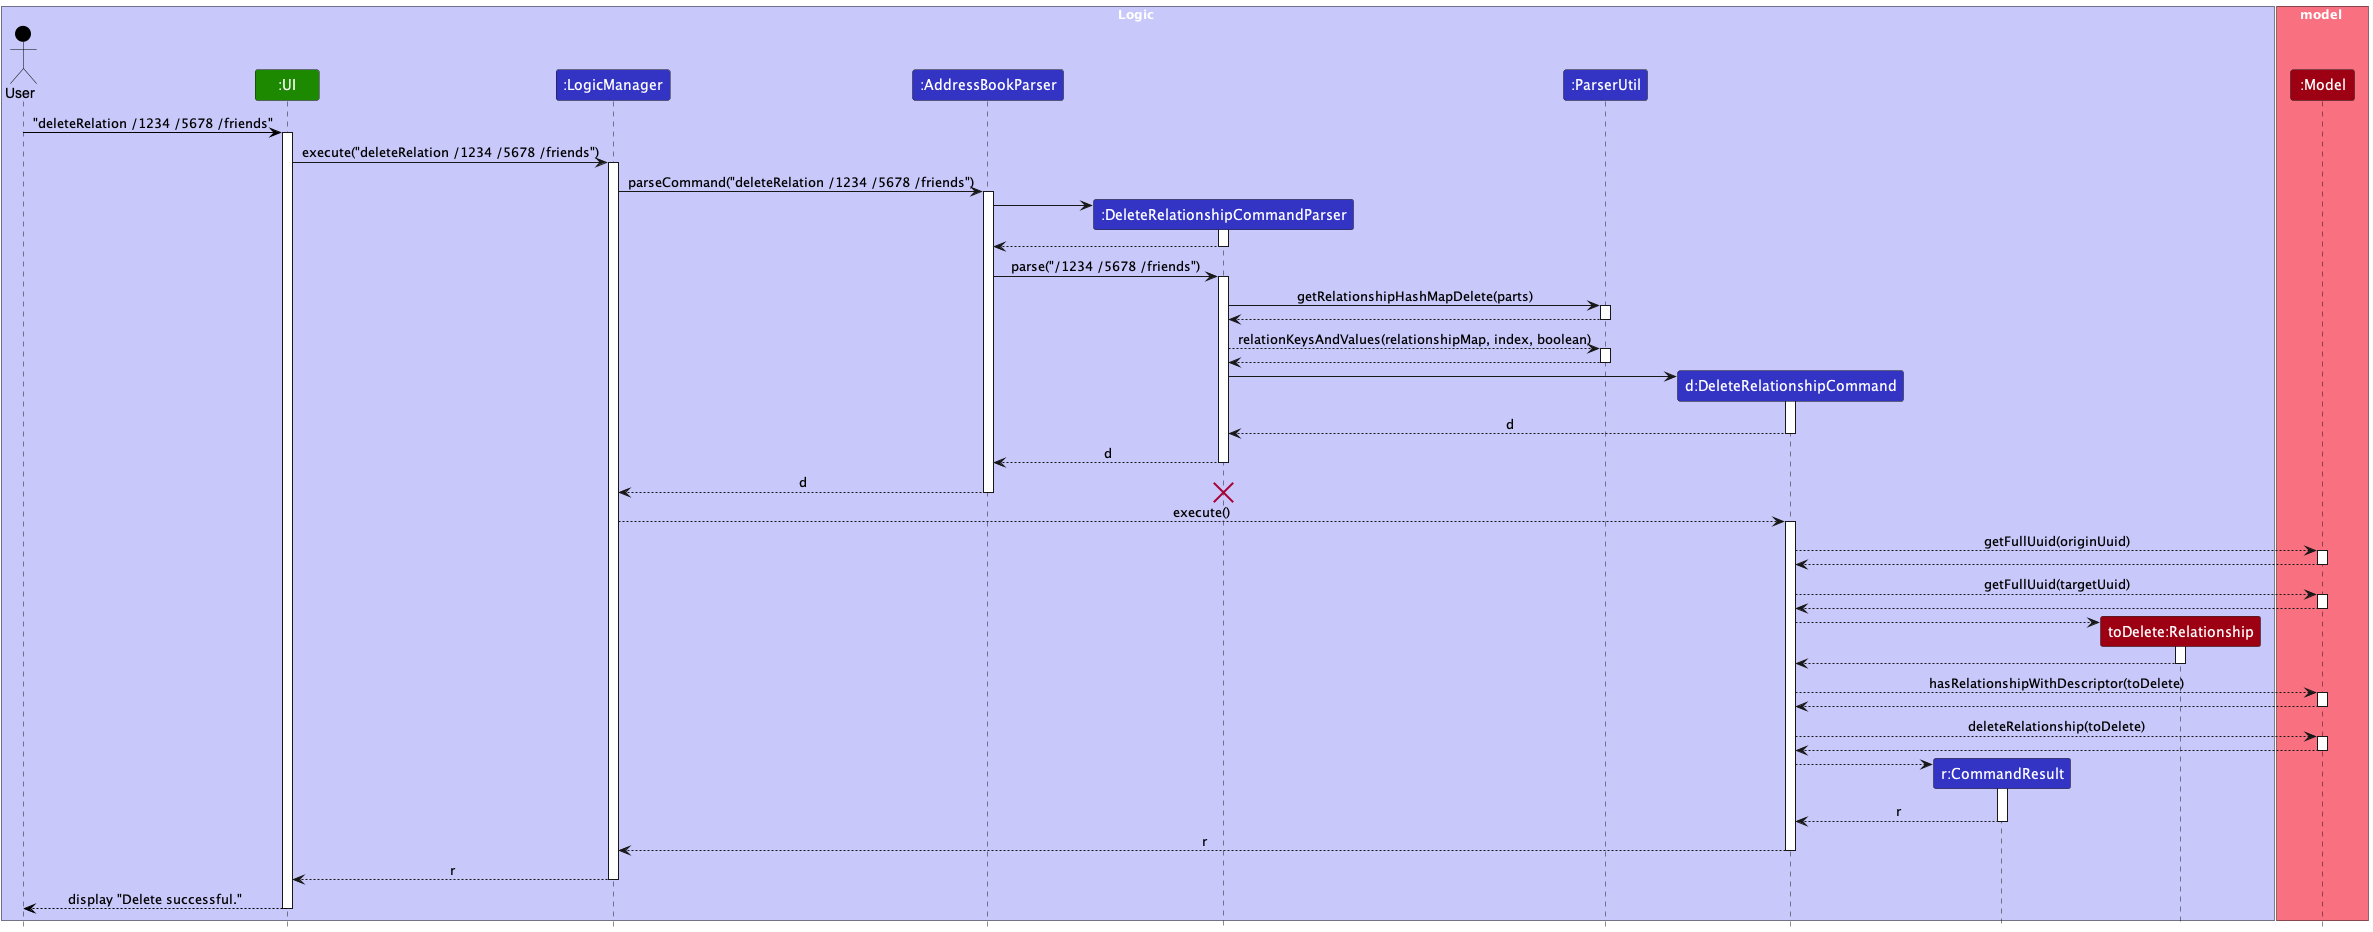 Logic
model
User
:UI
:LogicManager
:AddressBookParser
:ParserUtil
:Model
"deleteRelation /1234 /5678 /friends"
execute("deleteRelation /1234 /5678 /friends")
parseCommand("deleteRelation /1234 /5678 /friends")
:DeleteRelationshipCommandParser
parse("/1234 /5678 /friends")
getRelationshipHashMapDelete(parts)
relationKeysAndValues(relationshipMap, index, boolean)
d:DeleteRelationshipCommand
d
d
d
execute()
getFullUuid(originUuid)
getFullUuid(targetUuid)
toDelete:Relationship
hasRelationshipWithDescriptor(toDelete)
deleteRelationship(toDelete)
r:CommandResult
r
r
r
display "Delete successful."